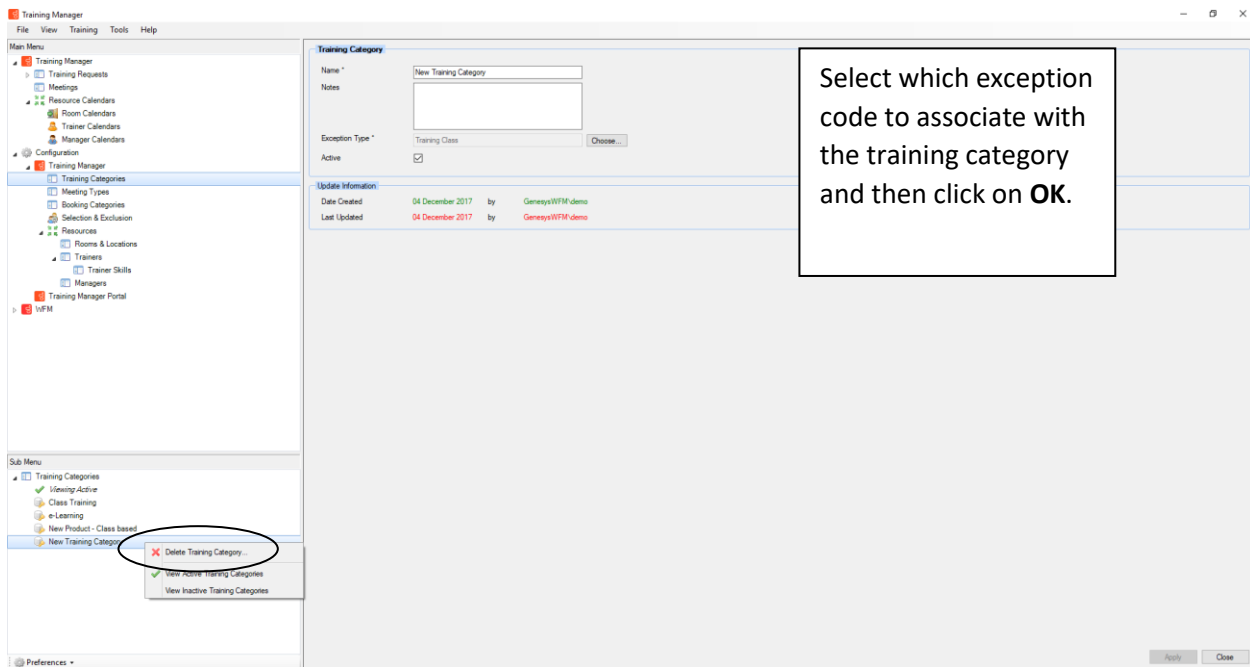 Training Manager
File View Training Tools Help
Main Menu
Training Manager
Training Requests
Meetings
Resource Calendars
Room Calendars
Trainer Calendars
Manager Calendars
Configuration
Training Manager
Training Categories
Meeting Types
Booking Categories
Selection & Exclusion
Resources
Rooms & Locations
Trainers
Trainer Skills
Managers
Training Manager Portal
WFM
Sub Menu
Training Categories
Viewing Active
Class Training
e-Learning
New Product - Class based
New Training Category
Delete Training Category...
View Active Training Categories
View Inactive Training Categories
Preferences
Training Category
Name * New Training Category
Notes
Exception Type * Training Class Choose...
Active
Update Infomation
Date Created 04 December 2017 by GenesysWFM\demo
Last Updated 04 December 2017 by GenesysWFM\demo
Select which exception
code to associate with
the training category
and then click on OK.
Apply Close